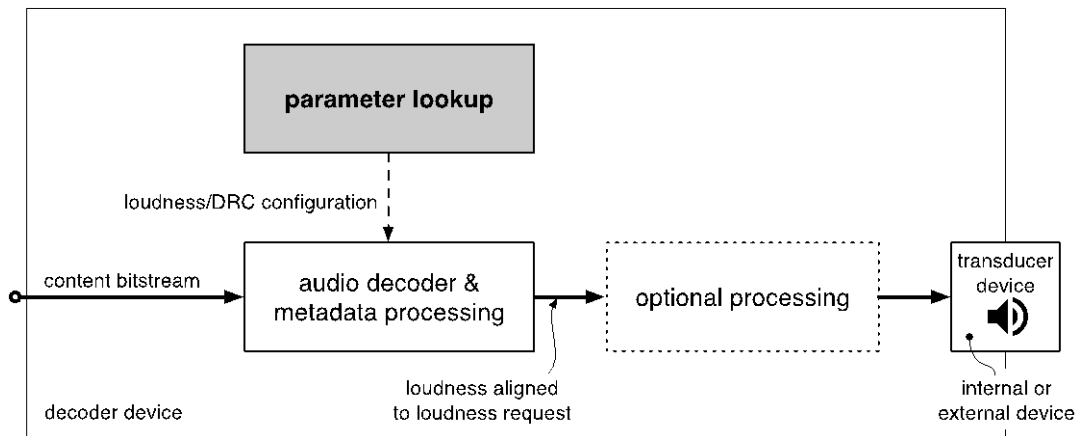 parameter lookup
loudness/DRC configuration
content bitstream
audio decoder &
metadata processing
optional processing
transducer
device
loudness aligned
to loudness request
internal or
external device
decoder device